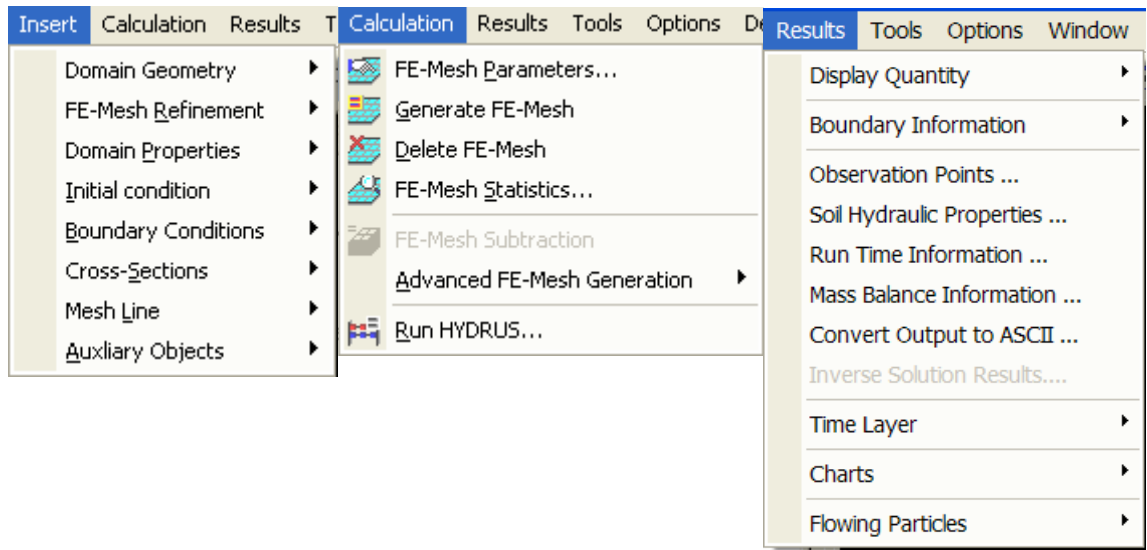 Insert Calculation Results T
Domain Geometry
FE-Mesh Refinement
Domain Properties
Initial condition
Boundary Conditions
Cross-Sections
Mesh Line
Auxliary Objects
Calculation Results Tools Options De
FE-Mesh Parameters...
Generate FE-Mesh
Delete FE-Mesh
FE-Mesh Statistics...
FE-Mesh Subtraction
Advanced FE-Mesh Generation
Run HYDRUS...
Results Tools Options Window
Display Quantity
Boundary Information
Observation Points ...
Soil Hydraulic Properties ...
Run Time Information ...
Mass Balance Information ...
Convert Output to ASCII ...
Inverse Solution Results....
Time Layer
Charts
Flowing Particles